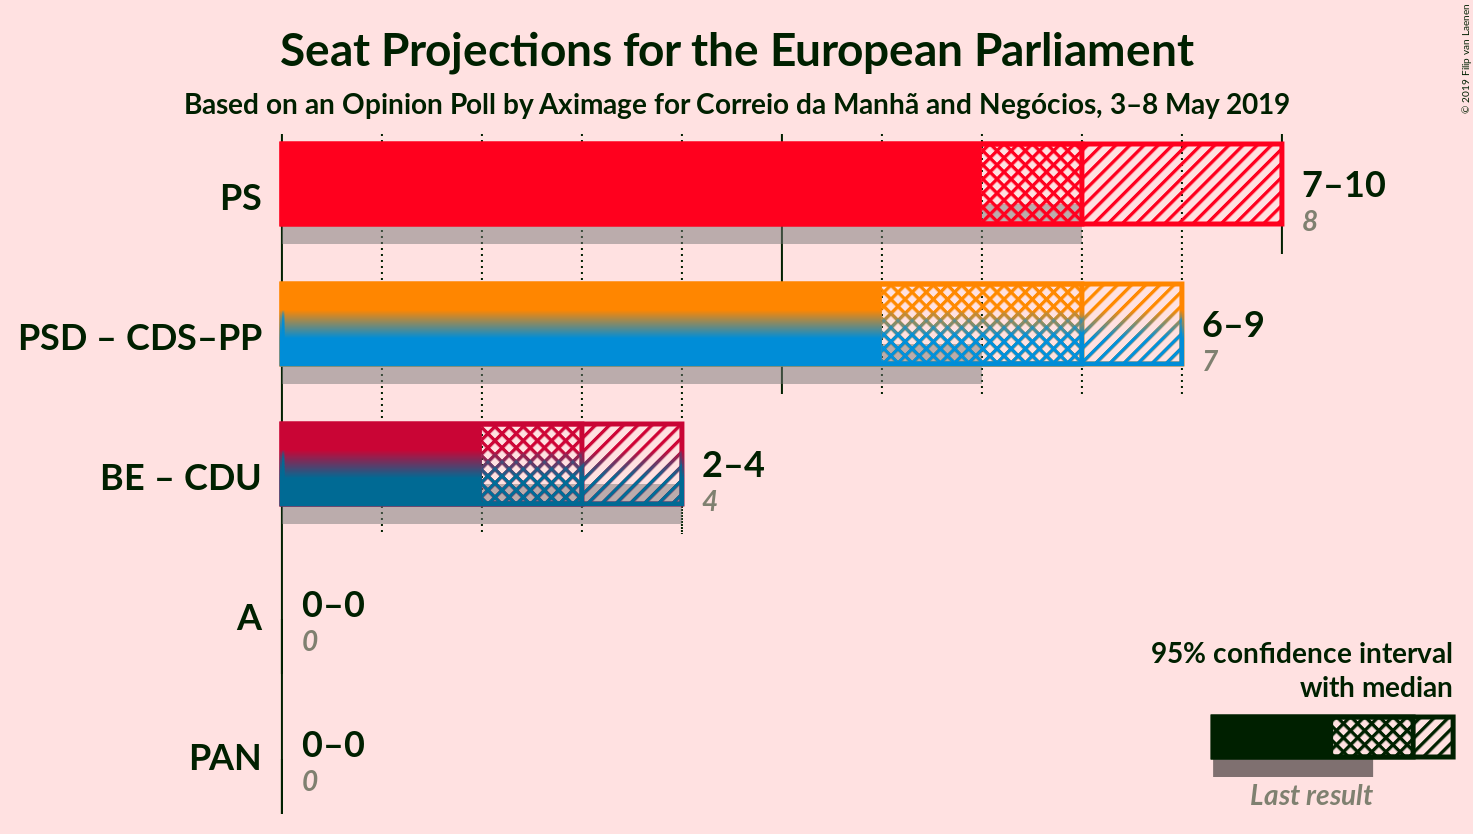 Seat Projections for the European Parliament
Based on an Opinion Poll by Aximage for Correio da Manhã and Negócios, 3–8 May 2019
© 2019 Filip van Laenen
PS
7–10
8
PSD – CDS–PP
6–9
7
BE – CDU
2–4
4
A
0–0
0
PAN
0–0
0
95% confidence interval
with median
Last result